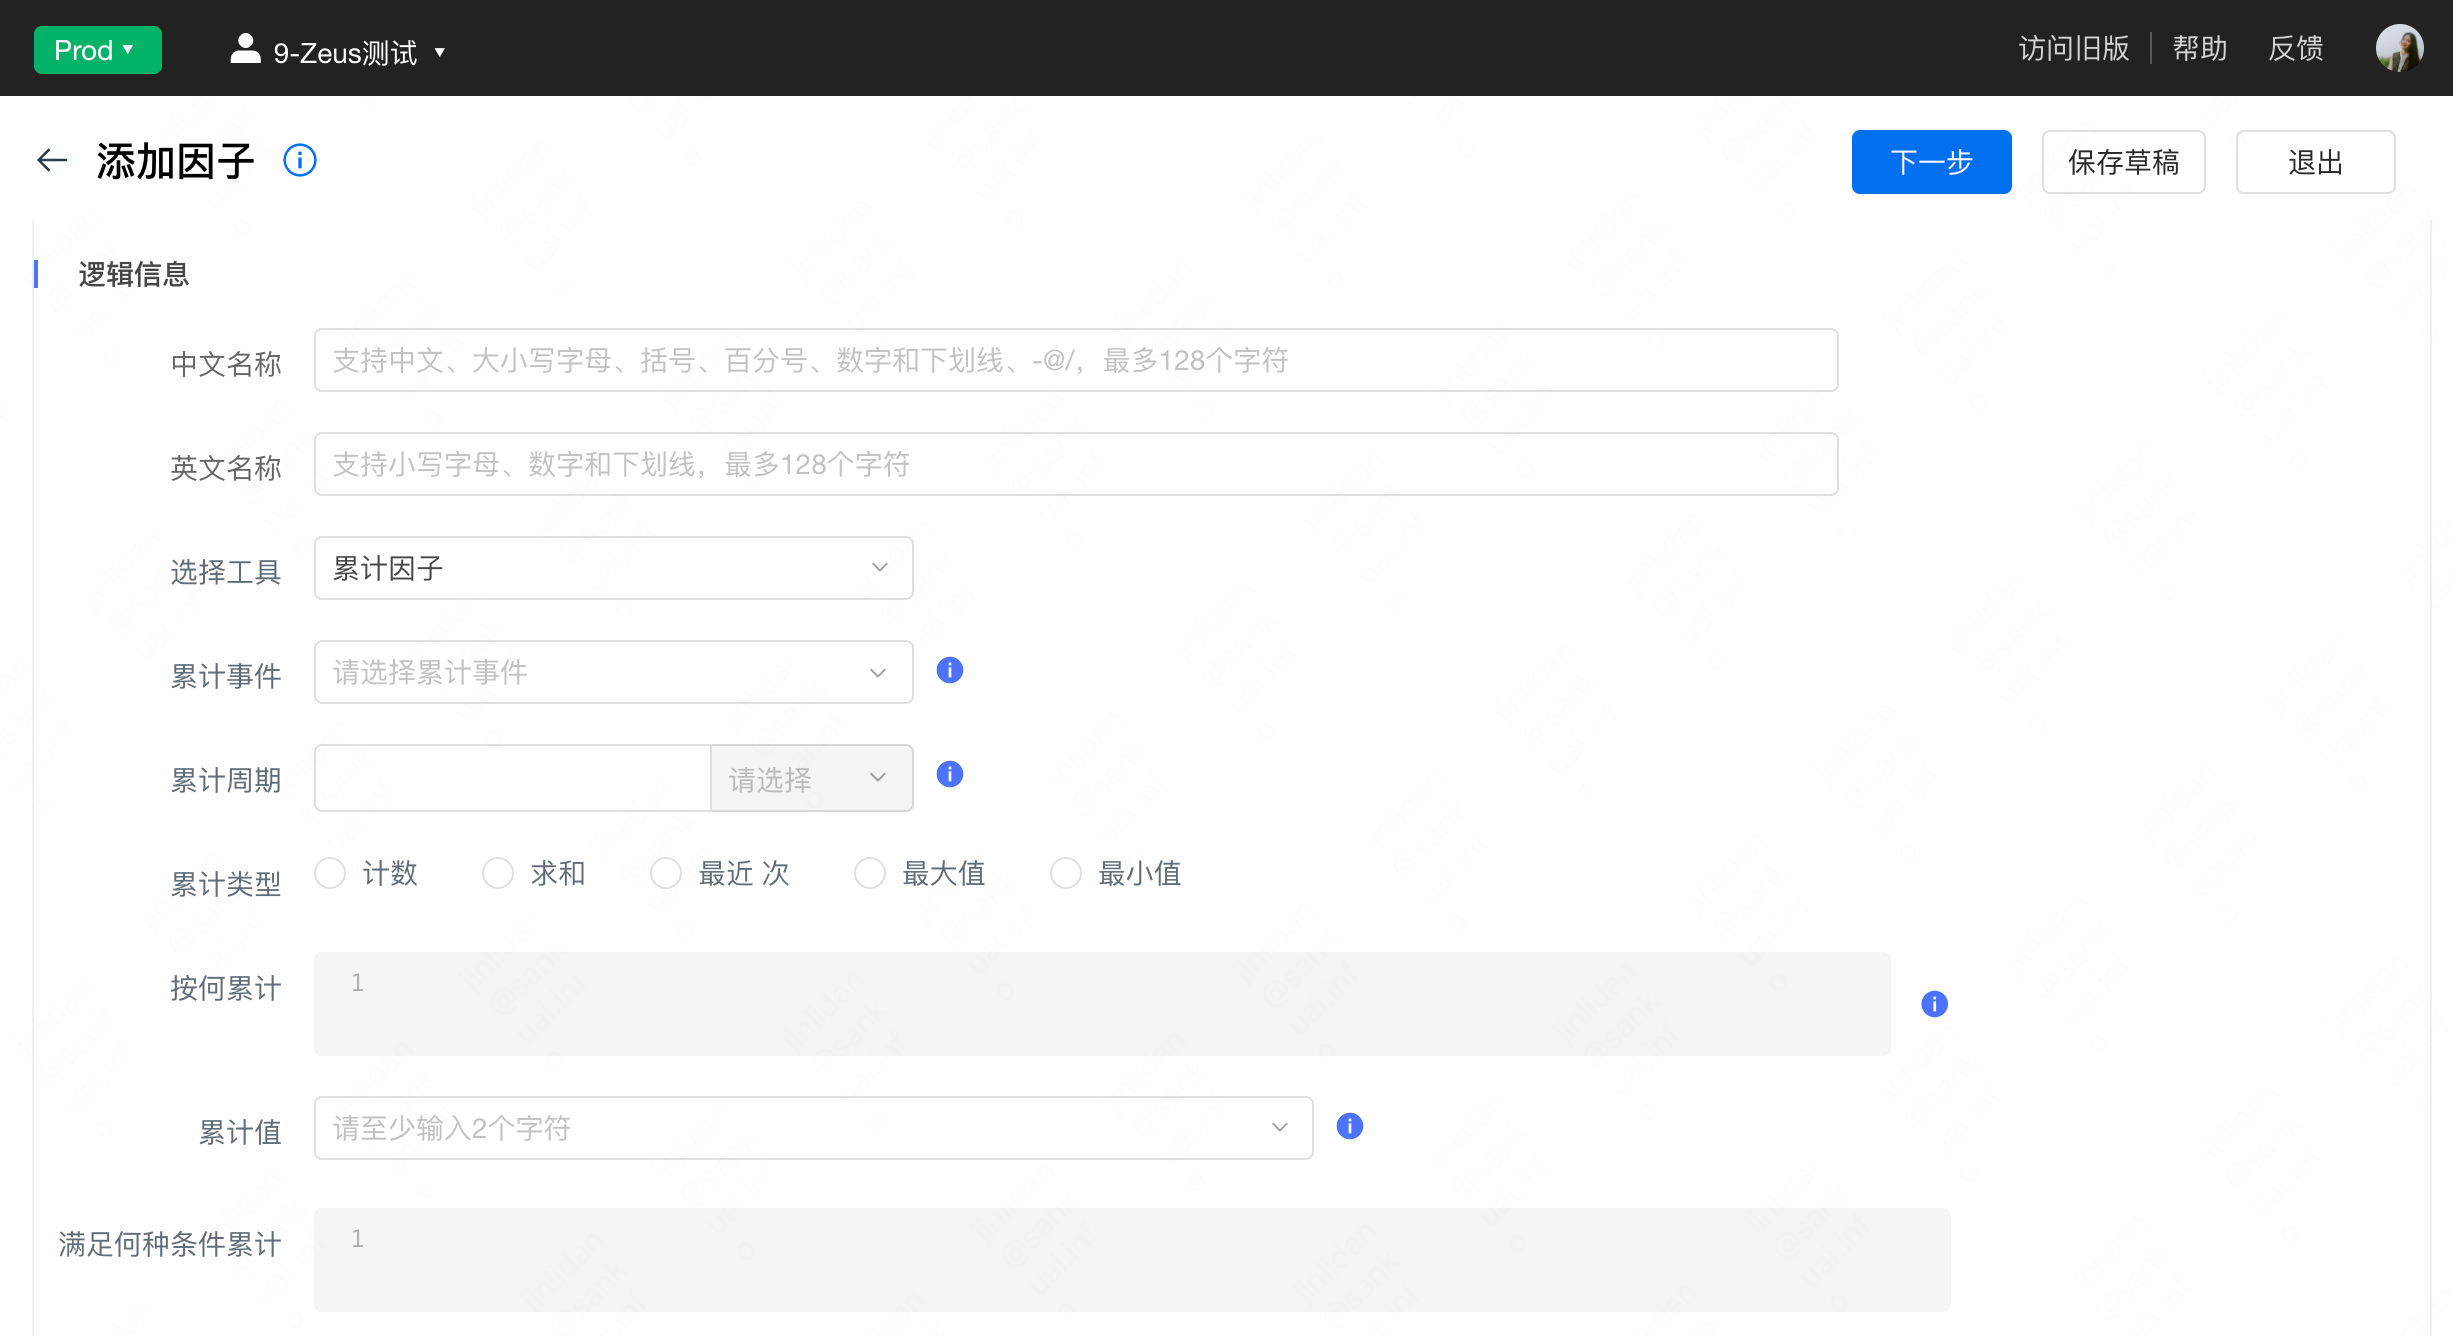 Prod
9-Zeus测试
访问旧版
帮助
反馈
添加因子
下一步
保存草稿
退出
逻辑信息
中文名称
支持中文、大小写字母、括号、百分号、数字和下划线、-@/，最多128个字符
英文名称
支持小写字母、数字和下划线，最多128个字符
选择工具
累计因子
累计事件
请选择累计事件
累计周期
请选择
累计类型
计数
求和
最近 次
最大值
最小值
按何累计
1
累计值
请至少输入2个字符
满足何种条件累计
1